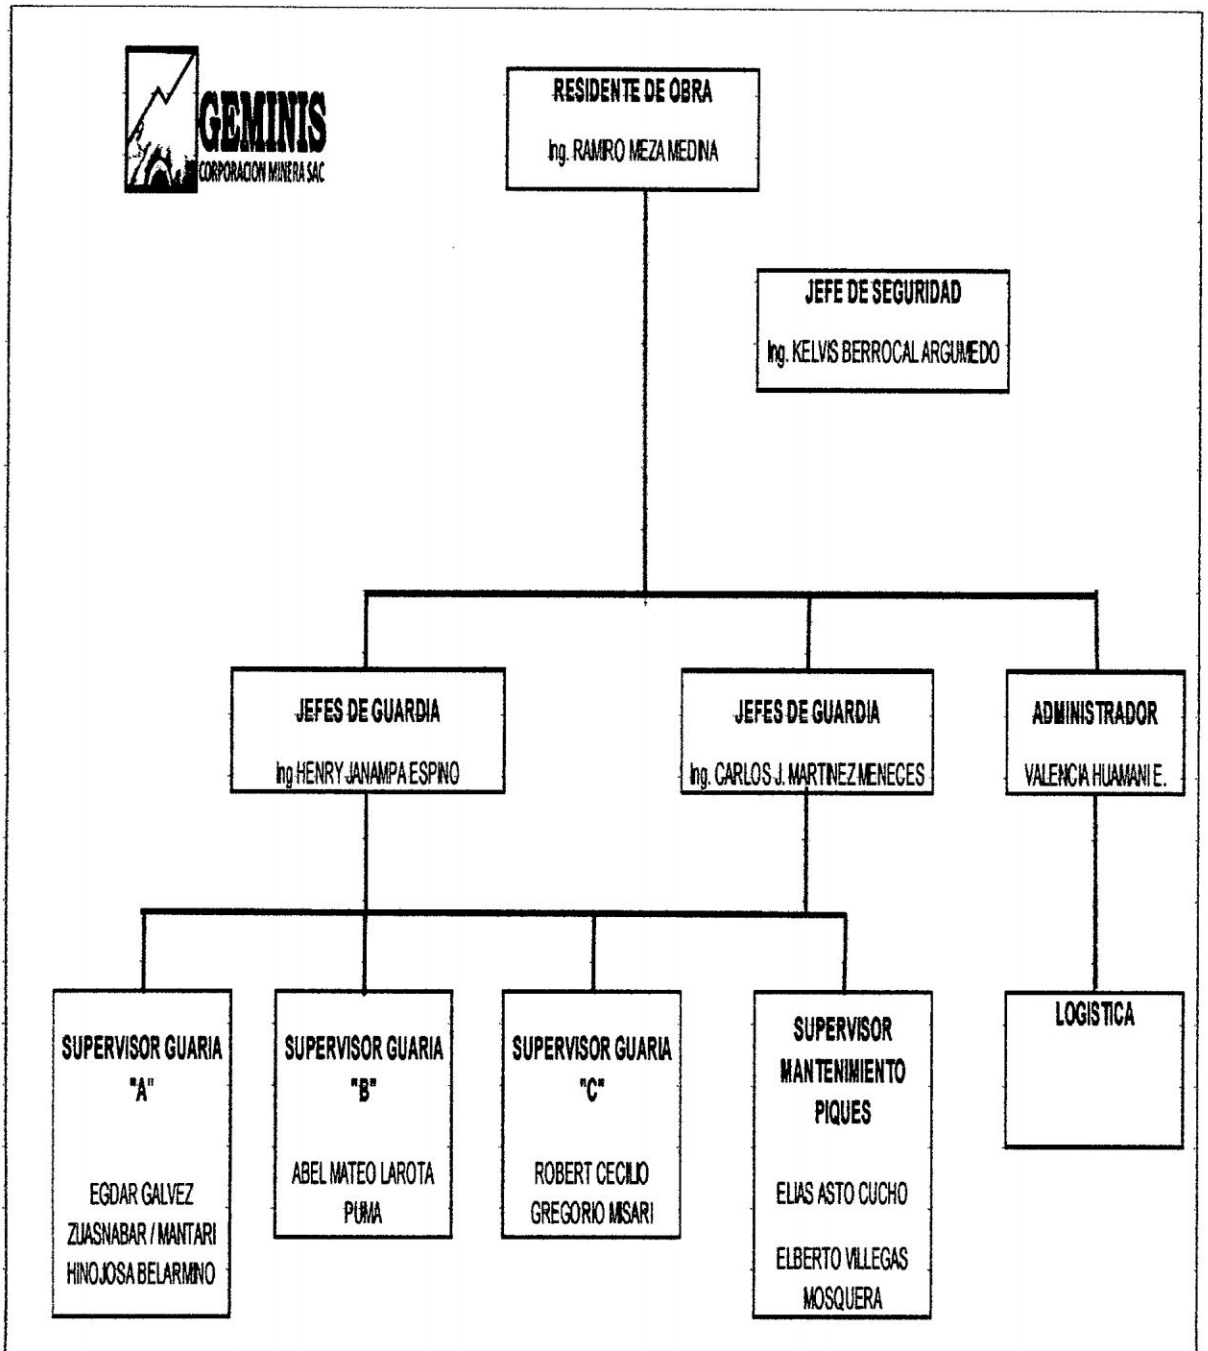 GEMINIS
CORPORACION MINERA SAC
RESIDENTE DE OBRA
Ing. RAMIRO MEZA MEDINA
JEFE DE SEGURIDAD
Ing. KELVIS BERROCAL ARGUMEDO
JEFES DE GUARDIA
Ing HENRY JANAMPA ESPINO
JEFES DE GUARDIA
Ing. CARLOS J. MARTINEZ MENECES
ADMINISTRADOR
VALENCIA HUAMANI E.
SUPERVISOR GUARIA
"A"
EGDAR GALVEZ
ZUASNABAR / MANTARI
HINOJOSA BELARMINO
SUPERVISOR GUARIA
"B"
ABEL MATEO LAROTA
PUMA
SUPERVISOR GUARIA
"C"
ROBERT CECILIO
GREGORIO MISARI
SUPERVISOR
MANTENIMIENTO
PIQUES
ELIAS ASTO CUCHO
ELBERTO VILLEGAS
MOSQUERA
LOGISTICA